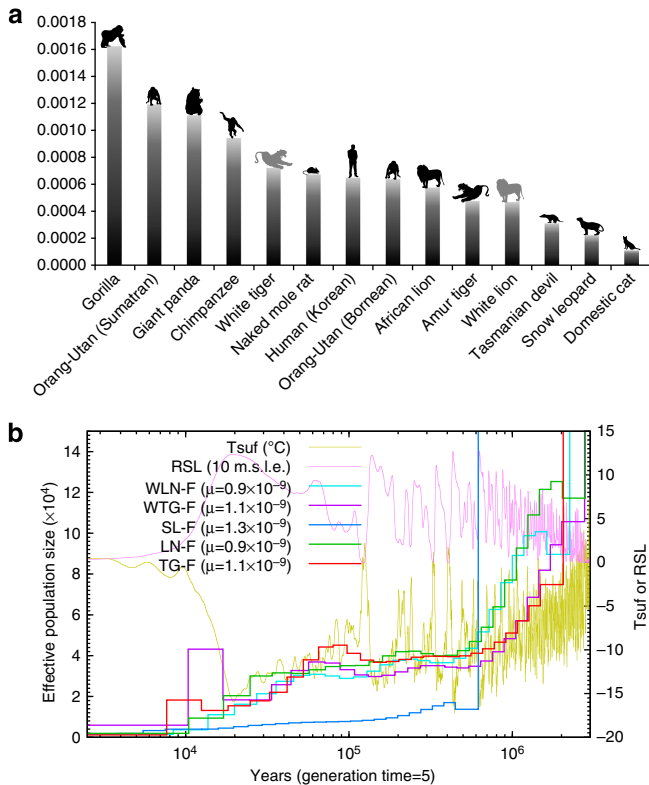 a
0.0018
0.0016
0.0014
0.0012
0.0010
0.0008
0.0006
0.0004
0.0002
0.0000
Gorilla
Orang-Utan (Sumatran)
Giant panda
Chimpanzee
White tiger
Naked mole rat
Human (Korean)
Orang-Utan (Bornean)
African lion
Amur tiger
White lion
Tasmanian devil
Snow leopard
Domestic cat
b
Effective population size (×10⁴)
14
12
10
8
6
4
2
0
Tsuf (°C)
RSL (10 m.s.l.e.)
WLN-F (μ=0.9×10⁻⁹)
WTG-F (μ=1.1×10⁻⁹)
SL-F (μ=1.3×10⁻⁹)
LN-F (μ=0.9×10⁻⁹)
TG-F (μ=1.1×10⁻⁹)
15
10
5
0
−5
−10
−15
−20
Tsuf or RSL
10⁴
10⁵
10⁶
Years (generation time=5)